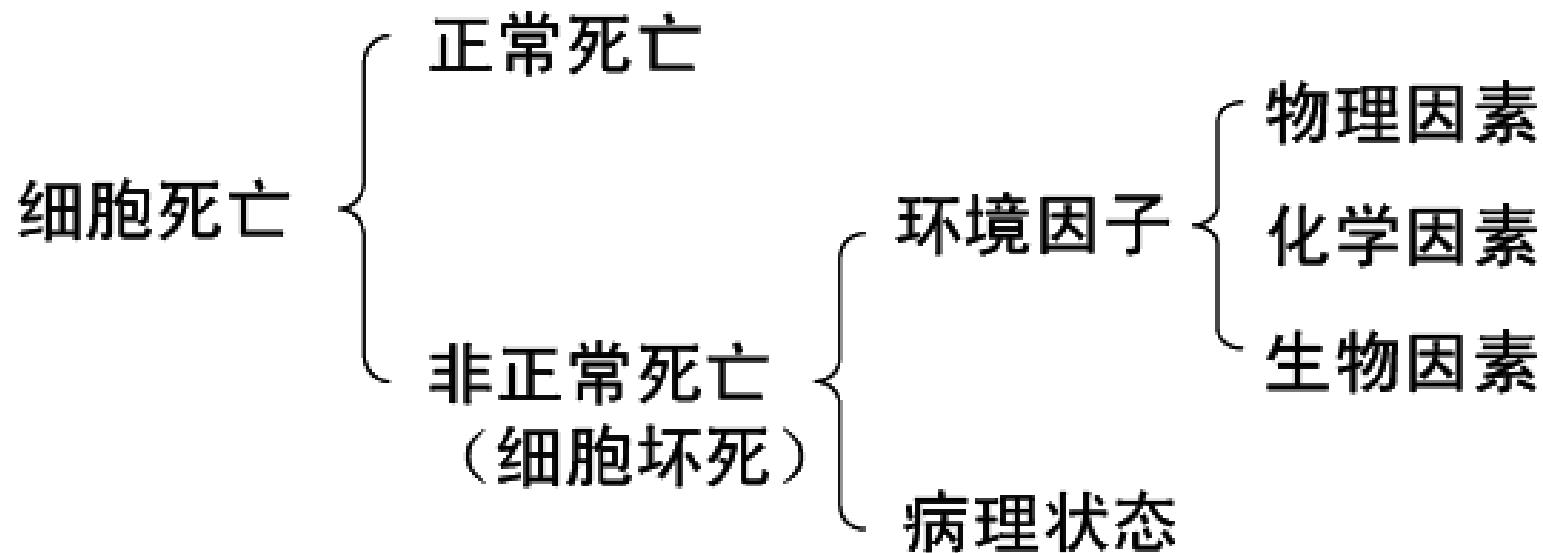 正常死亡
物理因素
细胞死亡
环境因子
化学因素
非正常死亡
生物因素
（细胞坏死）
病理状态